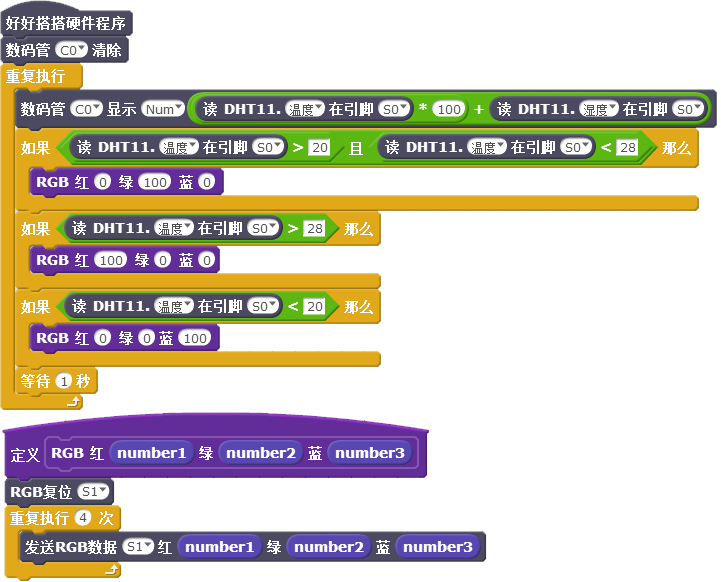 好好搭搭硬件程序
数码管 C0 清除
重复执行
数码管 C0 显示 Num 读 DHT11. 温度 在引脚 S0 * 100 + 读 DHT11. 湿度 在引脚 S0
如果 读 DHT11. 温度 在引脚 S0 > 20 且 读 DHT11. 温度 在引脚 S0 < 28 那么
RGB 红 0 绿 100 蓝 0
如果 读 DHT11. 温度 在引脚 S0 > 28 那么
RGB 红 100 绿 0 蓝 0
如果 读 DHT11. 温度 在引脚 S0 < 20 那么
RGB 红 0 绿 0 蓝 100
等待 1 秒
定义 RGB 红 number1 绿 number2 蓝 number3
RGB复位 S1
重复执行 4 次
发送RGB数据 S1 红 number1 绿 number2 蓝 number3